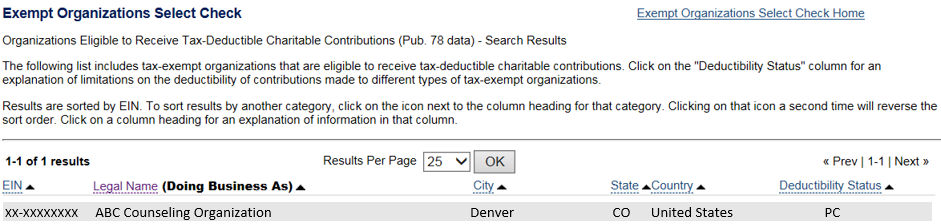 Exempt Organizations Select Check
Exempt Organizations Select Check Home
Organizations Eligible to Receive Tax-Deductible Charitable Contributions (Pub. 78 data) - Search Results
The following list includes tax-exempt organizations that are eligible to receive tax-deductible charitable contributions. Click on the "Deductibility Status" column for an
explanation of limitations on the deductibility of contributions made to different types of tax-exempt organizations.
Results are sorted by EIN. To sort results by another category, click on the icon next to the column heading for that category. Clicking on that icon a second time will reverse the
sort order. Click on a column heading for an explanation of information in that column.
1-1 of 1 results Results Per Page 25 OK « Prev | 1-1 | Next »
EIN Legal Name (Doing Business As) City State Country Deductibility Status
xx-xxxxxxxx ABC Counseling Organization Denver CO United States PC